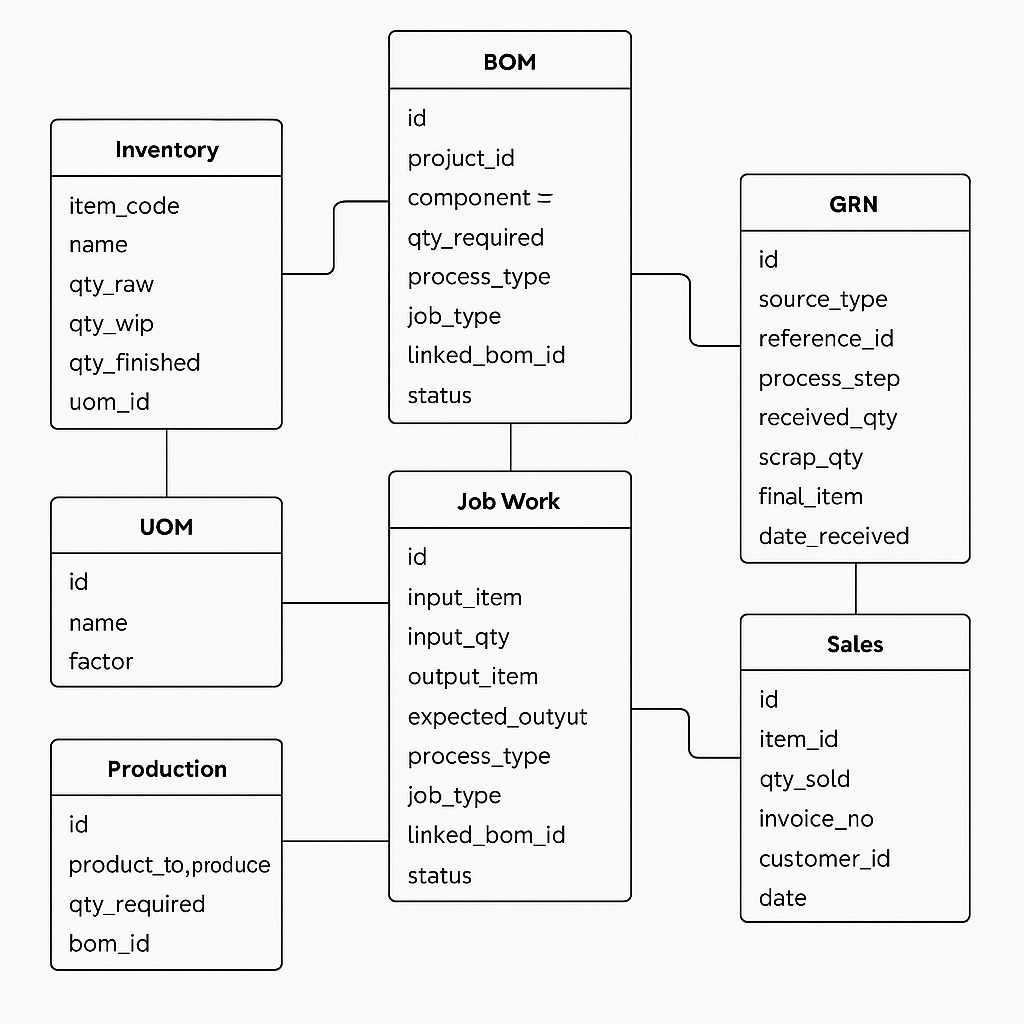 BOM
id
projuct_id
component =
qty_required
process_type
job_type
linked_bom_id
status
Inventory
item_code
name
qty_raw
qty_wip
qty_finished
uom_id
GRN
id
source_type
reference_id
process_step
received_qty
scrap_qty
final_item
date_received
UOM
id
name
factor
Job Work
id
input_item
input_qty
output_item
expected_outyut
process_type
job_type
linked_bom_id
status
Sales
id
item_id
qty_sold
invoice_no
customer_id
date
Production
id
product_to,produce
qty_required
bom_id